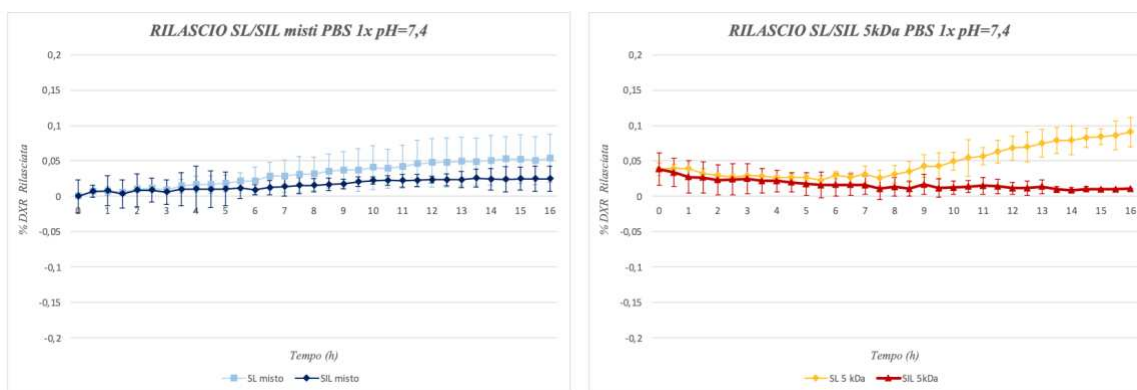 RILASCIO SL/SIL misti PBS 1x pH=7,4
% DXR Rilasciata
0,2
0,15
0,1
0,05
0
-0,05
-0,1
-0,15
-0,2
0 1 2 3 4 5 6 7 8 9 10 11 12 13 14 15 16
Tempo (h)
SL misto SIL misto
RILASCIO SL/SIL 5kDa PBS 1x pH=7,4
% DXR Rilasciata
0,2
0,15
0,1
0,05
0
-0,05
-0,1
-0,15
-0,2
0 1 2 3 4 5 6 7 8 9 10 11 12 13 14 15 16
Tempo (h)
SL 5 kDa SIL 5kDa